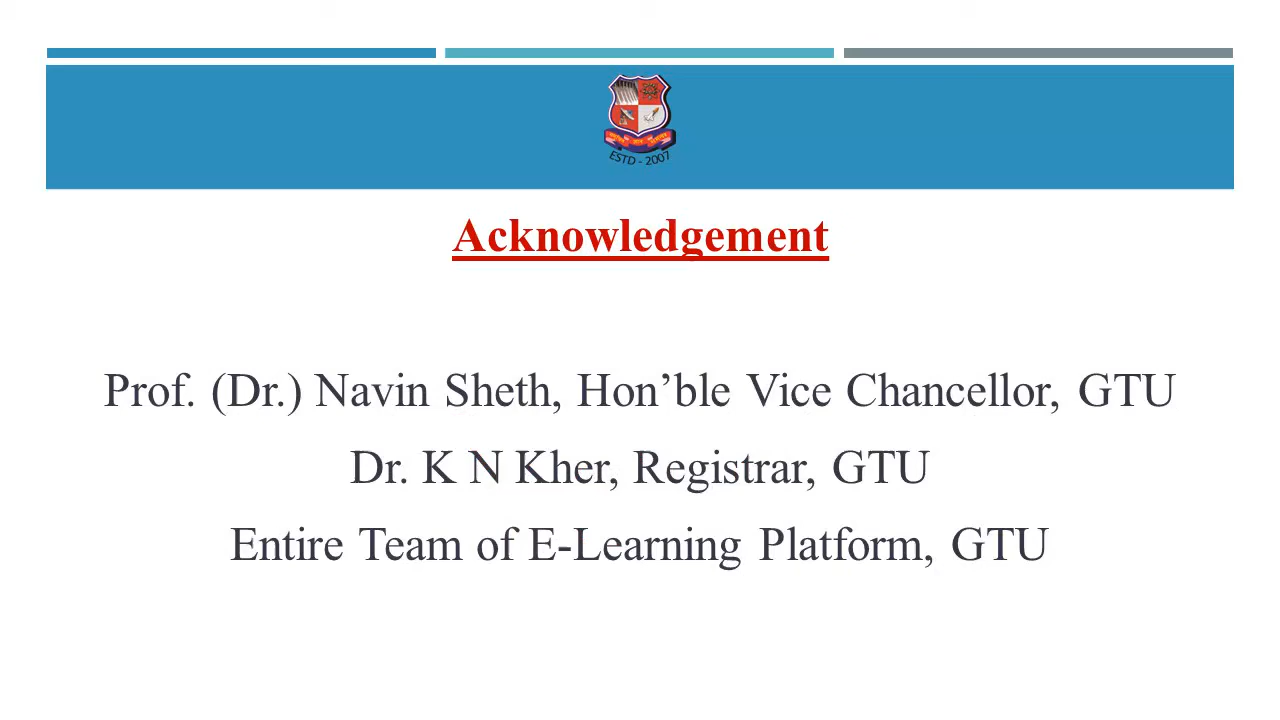 ESTD - 2007
Acknowledgement
Prof. (Dr.) Navin Sheth, Hon’ble Vice Chancellor, GTU
Dr. K N Kher, Registrar, GTU
Entire Team of E-Learning Platform, GTU